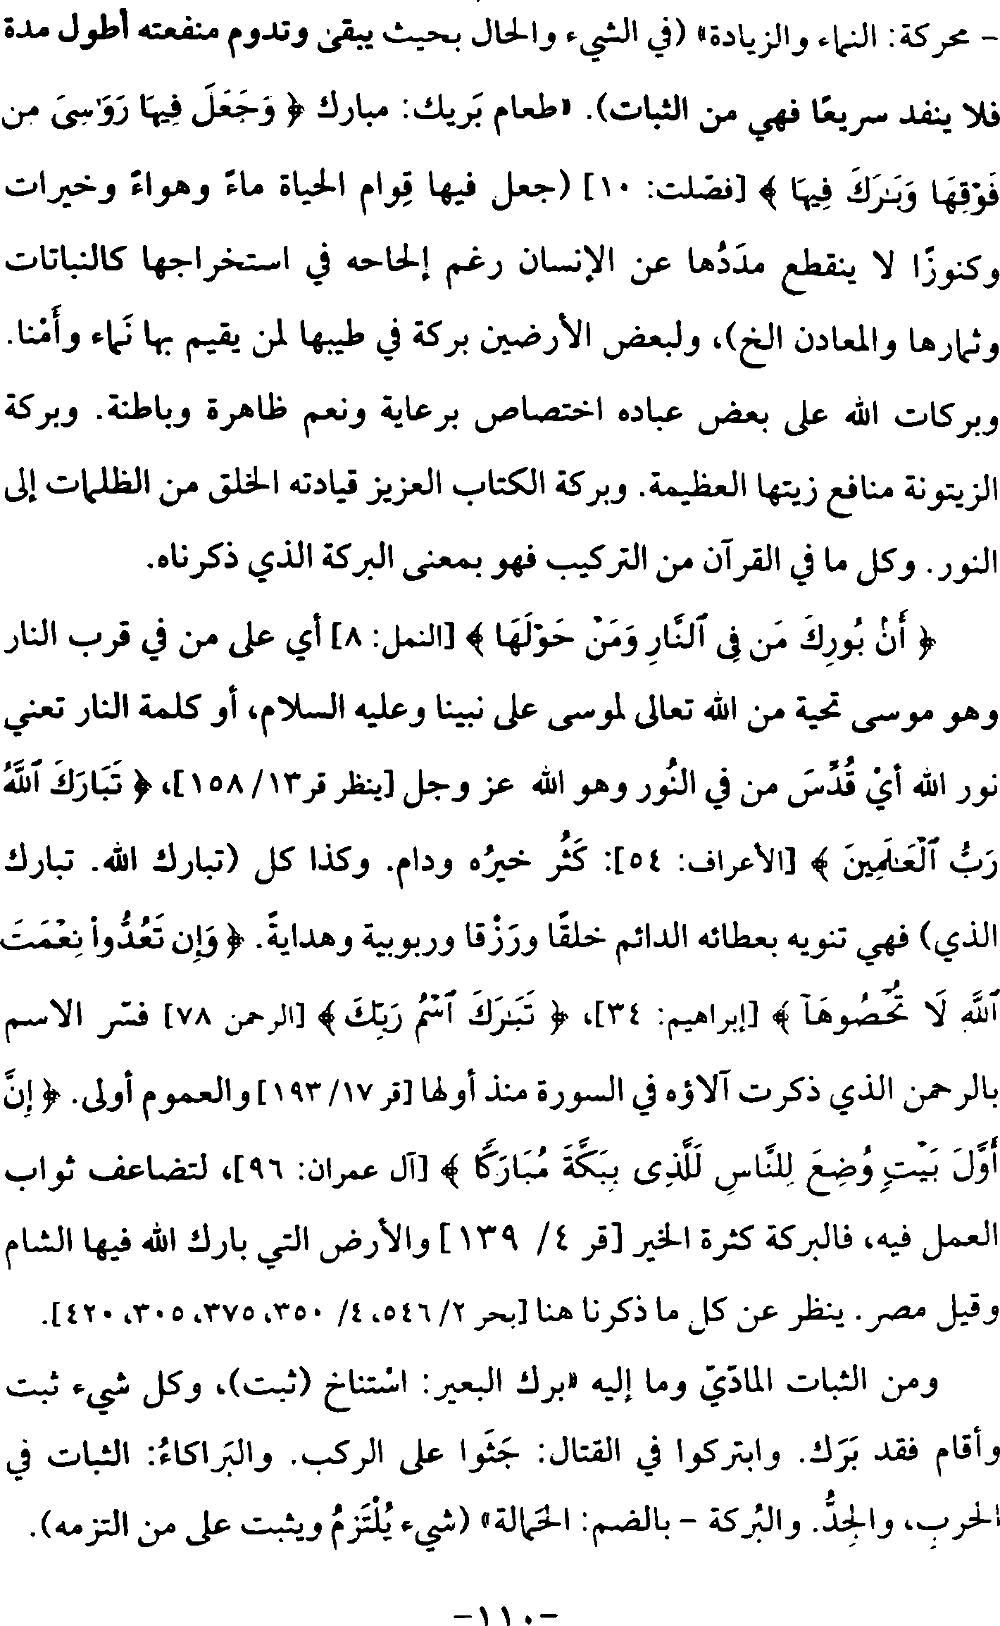 - محركة: النماء والزيادة» (في الشيء والحال بحيث يبقى وتدوم منفعته أطول مدة
فلا ينفد سريعًا فهي من الثبات). «طعام بَريك: مبارك ﴿ وَجَعَلَ فِيهَا رَوَٰسِىَ مِن
فَوْقِهَا وَبَٰرَكَ فِيهَا ﴾ [فصّلت: ١٠] (جعل فيها قِوام الحياة ماءً وهواءً وخيرات
وكنوزًا لا ينقطع مدَدُها عن الإنسان رغم إلحاحه في استخراجها كالنباتات
وثمارها والمعادن الخ)، ولبعض الأرضين بركة في طيبها لمن يقيم بها نَماء وأَمْنا.
وبركات الله على بعض عباده اختصاص برعاية ونعم ظاهرة وباطنة. وبركة
الزيتونة منافع زيتها العظيمة. وبركة الكتاب العزيز قيادته الخلق من الظلمات إلى
النور. وكل ما في القرآن من التركيب فهو بمعنى البركة الذي ذكرناه.
﴿ أَنۢ بُورِكَ مَن فِى ٱلنَّارِ وَمَنْ حَوْلَهَا ﴾ [النمل: ٨] أي على من في قرب النار
وهو موسى تحية من الله تعالى لموسى على نبينا وعليه السلام، أو كلمة النار تعني
نور الله أيْ قُدِّسَ من في النُور وهو الله عز وجل [ينظر قر١٣/ ١٥٨]، ﴿ تَبَارَكَ ٱللَّهُ
رَبُّ ٱلْعَٰلَمِينَ ﴾ [الأعراف: ٥٤]: كَثُر خيرُه ودام. وكذا كل (تبارك الله. تبارك
الذي) فهي تنويه بعطائه الدائم خلقًا ورَزْقا وربوبية وهدايةً. ﴿ وَإِن تَعُدُّوا۟ نِعْمَتَ
ٱللَّهِ لَا تُحْصُوهَآ ﴾ [إبراهيم: ٣٤]، ﴿ تَبَٰرَكَ ٱسْمُ رَبِّكَ ﴾ [الرحمن ٧٨] فسّر الاسم
بالرحمن الذي ذكرت آلاؤه في السورة منذ أولها [قر ١٧/ ١٩٣] والعموم أولى. ﴿ إِنَّ
أَوَّلَ بَيْتٍ وُضِعَ لِلنَّاسِ لَلَّذِى بِبَكَّةَ مُبَارَكًا ﴾ [آل عمران: ٩٦]، لتضاعف ثواب
العمل فيه، فالبركة كثرة الخير [قر ٤/ ١٣٩] والأرض التي بارك الله فيها الشام
وقيل مصر. ينظر عن كل ما ذكرنا هنا [بحر ٢/ ٥٤٦، ٤/ ٣٥٠، ٣٧٥، ٣٠٥، ٤٢٠].
ومن الثبات المادّيّ وما إليه «برك البعير: اسْتناخ (ثبت)، وكل شيء ثبت
وأقام فقد بَرَك. وابتركوا في القتال: جَثَوا على الركب. والبَراكاءُ: الثبات في
الحربِ، والجِدُّ. والبُركة - بالضم: الحَمالة» (شيء يُلْتَزمُ ويثبت على من التزمه).
-١١٠-